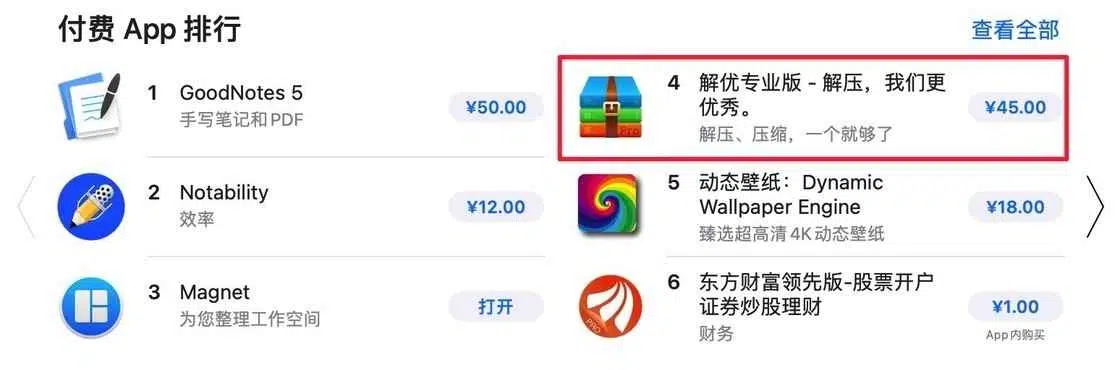 付费 App 排行
查看全部
1 GoodNotes 5
手写笔记和PDF
¥50.00
2 Notability
效率
¥12.00
3 Magnet
为您整理工作空间
打开
4 解优专业版 - 解压，我们更
优秀。
解压、压缩，一个就够了
¥45.00
Pro
5 动态壁纸：Dynamic
Wallpaper Engine
臻选超高清4K动态壁纸
¥18.00
6 东方财富领先版-股票开户
证券炒股理财
财务
¥1.00
App内购买
PRO